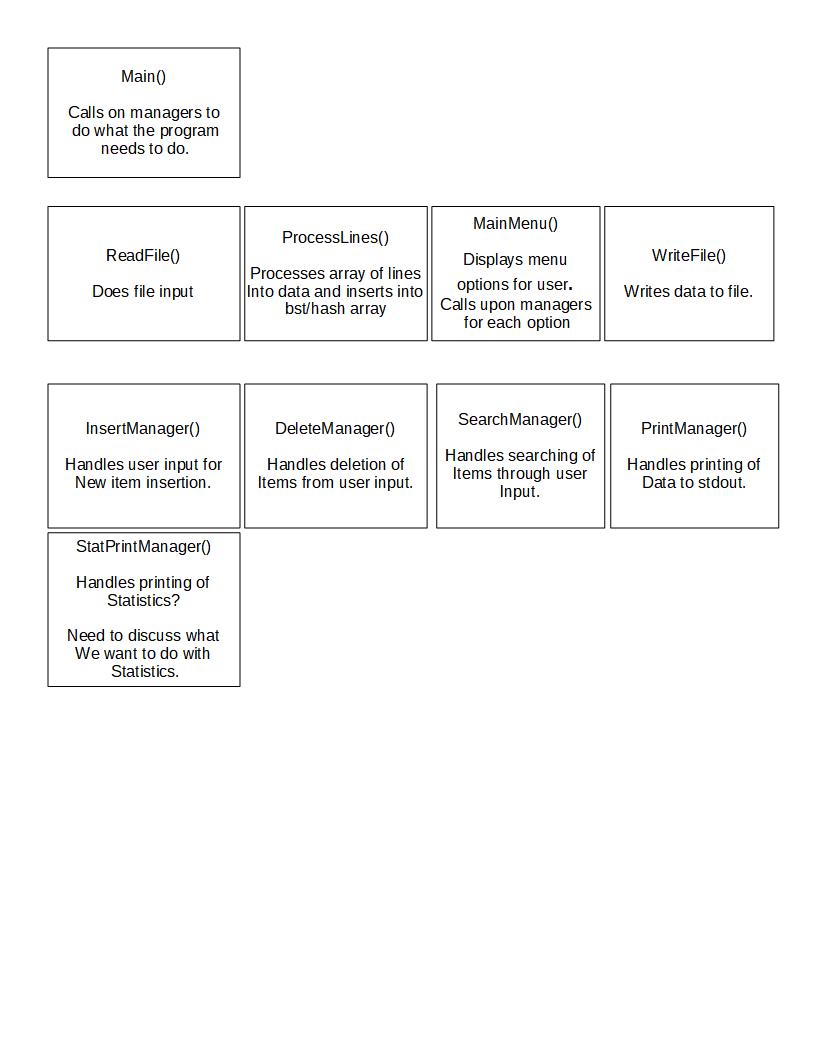 Main()
Calls on managers to
do what the program
needs to do.
ReadFile()
Does file input
ProcessLines()
Processes array of lines
Into data and inserts into
bst/hash array
MainMenu()
Displays menu
options for user.
Calls upon managers
for each option
WriteFile()
Writes data to file.
InsertManager()
Handles user input for
New item insertion.
DeleteManager()
Handles deletion of
Items from user input.
SearchManager()
Handles searching of
Items through user
Input.
PrintManager()
Handles printing of
Data to stdout.
StatPrintManager()
Handles printing of
Statistics?
Need to discuss what
We want to do with
Statistics.